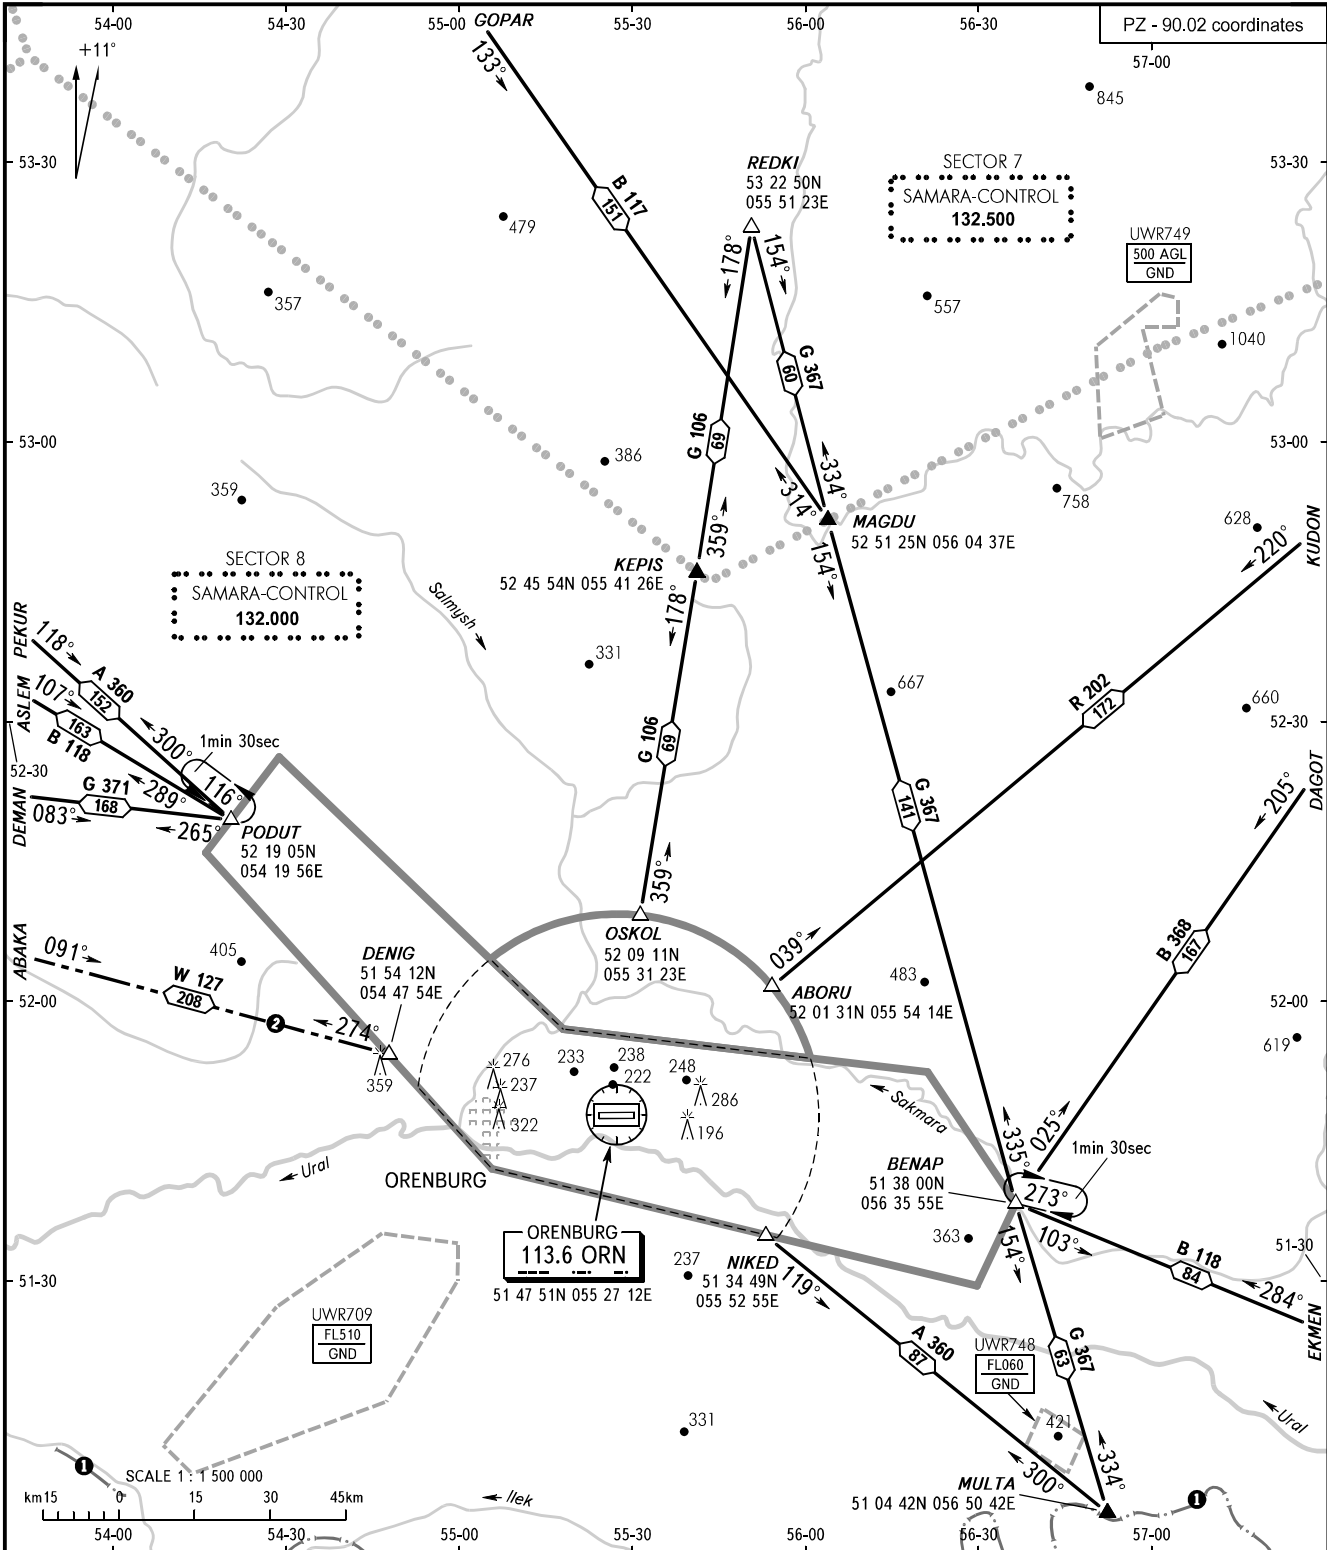 54-00
54-30
55-00
GOPAR
55-30
56-00
56-30
PZ - 90.02 coordinates
57-00
+11°
133°
845
53-30
REDKI
53 22 50N
055 51 23E
SECTOR 7
SAMARA-CONTROL
132.500
53-30
B 117
151
479
178°
154°
UWR749
500 AGL
GND
357
557
1040
G 367
60
53-00
G 106
69
386
334°
314°
53-00
359
758
MAGDU
52 51 25N 056 04 37E
628
KUDON
220°
359°
154°
SECTOR 8
SAMARA-CONTROL
132.000
KEPIS
52 45 54N 055 41 26E
178°
Salmysh
PEKUR
118°
A 360
152
331
ASLEM
107°
163
B 118
667
R 202
172
660
52-30
300°
1min 30sec
G 106
69
52-30
DAGOT
DEMAN
G 371
168
083°
289°
116°
265°
G 367
141
205°
PODUT
52 19 05N
054 19 56E
359°
OSKOL
52 09 11N
055 31 23E
039°
B 368
167
ABAKA
091°
405
DENIG
51 54 12N
054 47 54E
W 127
208
483
ABORU
52 01 31N 055 54 14E
52-00
52-00
2
274°
619
359
276
233
238
248
237
222
286
322
196
Sakmara
335°
025°
1min 30sec
Ural
ORENBURG
BENAP
51 38 00N
056 35 55E
273°
363
154°
103°
B 118
84
51-30
ORENBURG
113.6 ORN
51 47 51N 055 27 12E
237
NIKED
51 34 49N
055 52 55E
119°
284°
51-30
EKMEN
UWR709
FL510
GND
A 360
87
UWR748
FL060
GND
G 367
63
331
421
Ural
1
SCALE 1 : 1 500 000
km15
0
15
30
45km
Ilek
300°
334°
MULTA
51 04 42N 056 50 42E
1
54-00
54-30
55-00
55-30
56-00
56-30
57-00